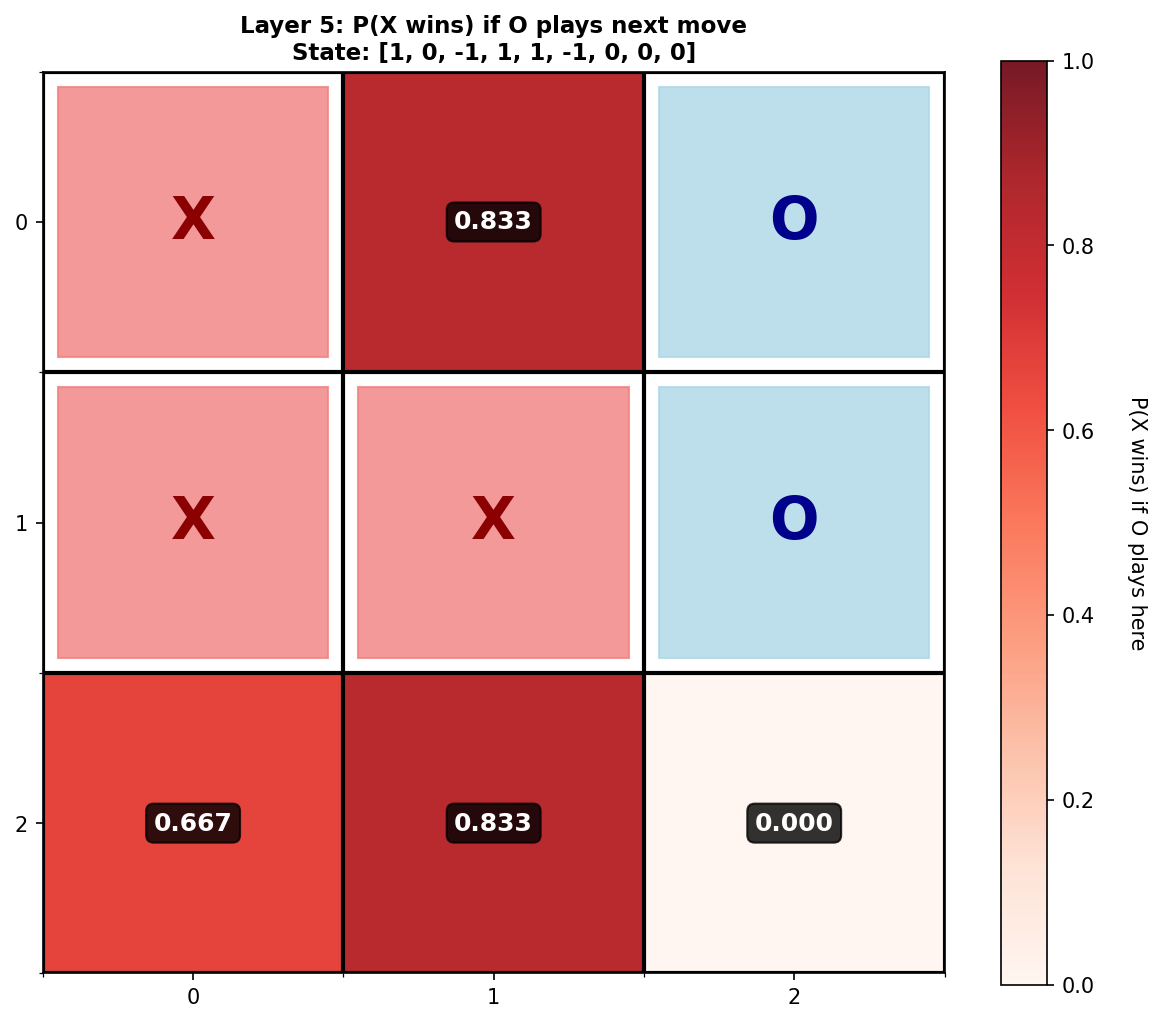 Layer 5: P(X wins) if O plays next move
State: [1, 0, -1, 1, 1, -1, 0, 0, 0]
0
X
0.833
O
1
X
X
O
2
0.667
0.833
0.000
0
1
2
1.0
0.8
0.6
0.4
0.2
0.0
P(X wins) if O plays here